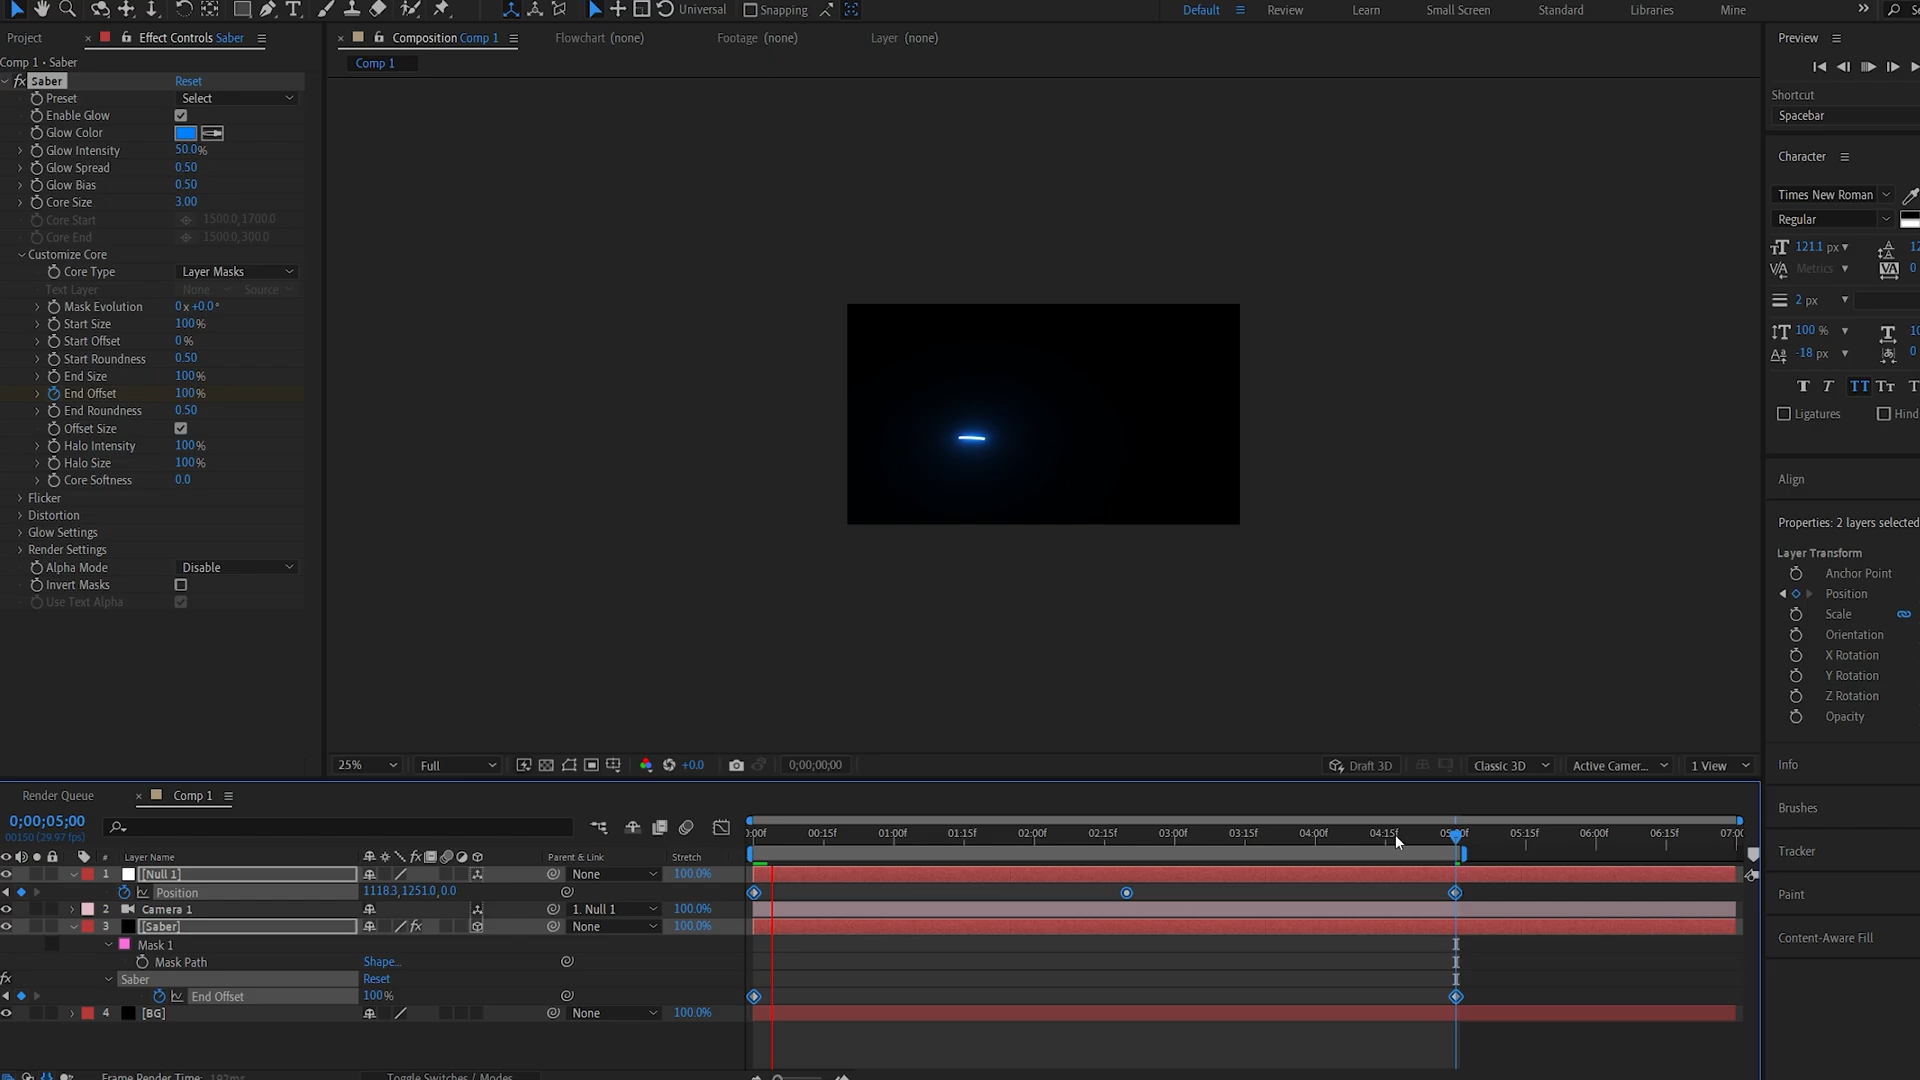 Universal
Snapping
Default
Review
Learn
Small Screen
Standard
Libraries
Mine
Project
Effect Controls Saber
Composition Comp 1
Flowchart (none)
Footage (none)
Layer (none)
Preview
Comp 1 • Saber
Comp 1
fx Saber
Reset
Preset
Select
Enable Glow
Glow Color
Glow Intensity
50.0%
Glow Spread
0.50
Glow Bias
0.50
Core Size
3.00
Core Start
1500.0,1700.0
Core End
1500.0,300.0
Customize Core
Core Type
Layer Masks
Text Layer
None
Source
Mask Evolution
0 x +0.0°
Start Size
100%
Start Offset
0%
Start Roundness
0.50
End Size
100%
End Offset
100%
End Roundness
0.50
Offset Size
Halo Intensity
100%
Halo Size
100%
Core Softness
0.0
Flicker
Distortion
Glow Settings
Render Settings
Alpha Mode
Disable
Invert Masks
Use Text Alpha
Shortcut
Spacebar
Character
Times New Roman
Regular
121.1 px
Metrics
0
2 px
100 %
-18 px
0
Ligatures
Hind
Align
Properties: 2 layers selected
Layer Transform
Anchor Point
Position
Scale
Orientation
X Rotation
Y Rotation
Z Rotation
Opacity
Info
Brushes
Tracker
Paint
Content-Aware Fill
25%
Full
+0.0
0;00;00;00
Draft 3D
Classic 3D
Active Camer...
1 View
Render Queue
Comp 1
0;00;05;00
00150 (29.97 fps)
00:15f
01:00f
01:15f
02:00f
02:15f
03:00f
03:15f
04:00f
04:15f
05:15f
06:00f
06:15f
# Layer Name
Parent & Link
Stretch
1 [Null 1]
None
100.0%
Position
1118.3,1251.0,0.0
2 Camera 1
1. Null 1
100.0%
3 [Saber]
None
100.0%
Mask 1
Mask Path
Shape...
fx
Saber
Reset
End Offset
100%
4 [BG]
None
100.0%
Frame Render Time: 192ms
Toggle Switches / Modes